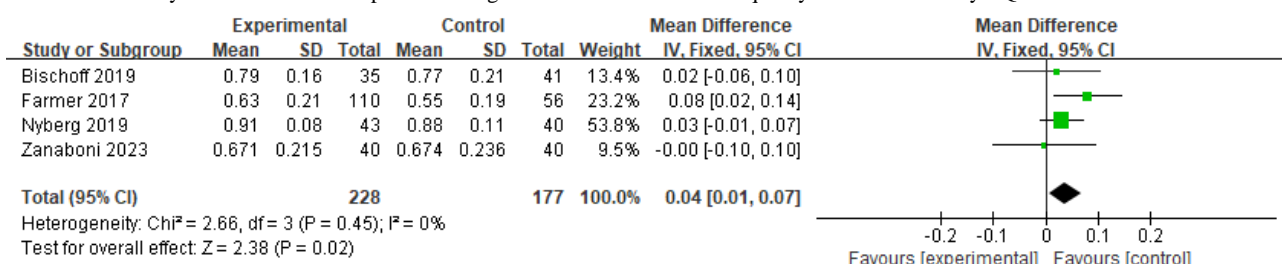 Experimental Control Mean Difference Mean Difference
Study or Subgroup Mean SD Total Mean SD Total Weight IV, Fixed, 95% CI IV, Fixed, 95% CI
Bischoff 2019 0.79 0.16 35 0.77 0.21 41 13.4% 0.02 [-0.06, 0.10]
Farmer 2017 0.63 0.21 110 0.55 0.19 56 23.2% 0.08 [0.02, 0.14]
Nyberg 2019 0.91 0.08 43 0.88 0.11 40 53.8% 0.03 [-0.01, 0.07]
Zanaboni 2023 0.671 0.215 40 0.674 0.236 40 9.5% -0.00 [-0.10, 0.10]
Total (95% CI) 228 177 100.0% 0.04 [0.01, 0.07]
Heterogeneity: Chi² = 2.66, df = 3 (P = 0.45); I² = 0%
Test for overall effect: Z = 2.38 (P = 0.02)
-0.2 -0.1 0 0.1 0.2
Favours [experimental] Favours [control]